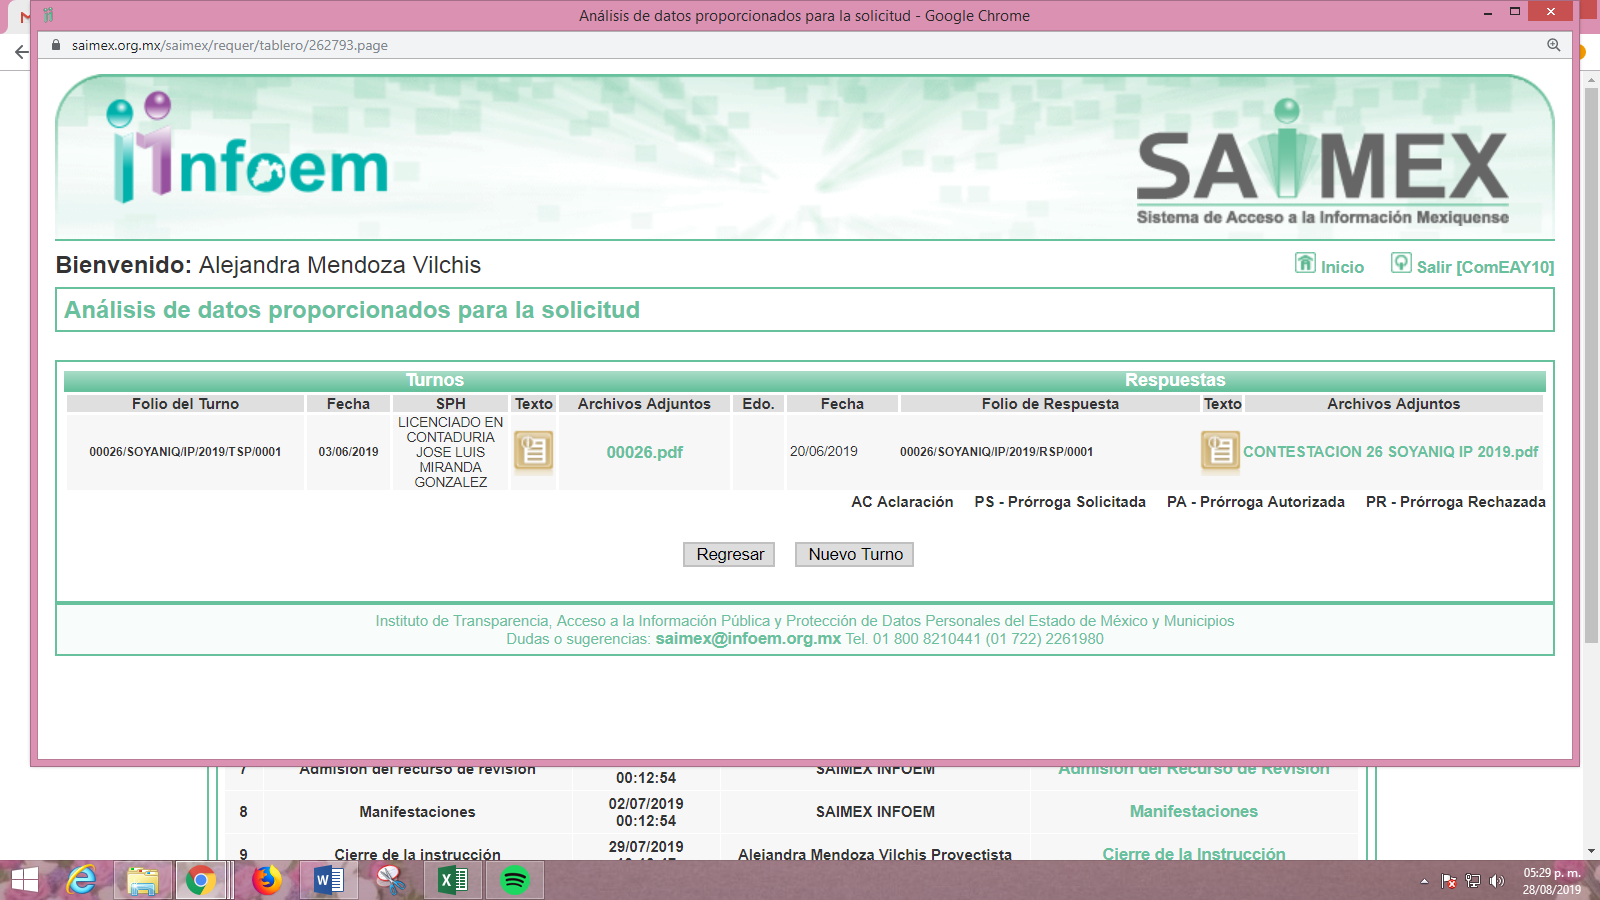 Análisis de datos proporcionados para la solicitud - Google Chrome
saimex.org.mx/saimex/requer/tablero/262793.page
infoem
SAIMEX
Sistema de Acceso a la Información Mexiquense
Bienvenido: Alejandra Mendoza Vilchis
Inicio Salir [ComEAY10]
Análisis de datos proporcionados para la solicitud
Turnos Respuestas
Folio del Turno Fecha SPH Texto Archivos Adjuntos Edo. Fecha Folio de Respuesta Texto Archivos Adjuntos
00026/SOYANIQ/IP/2019/TSP/0001 03/06/2019 LICENCIADO EN
CONTADURIA
JOSE LUIS
MIRANDA
GONZALEZ
00026.pdf 20/06/2019 00026/SOYANIQ/IP/2019/RSP/0001 CONTESTACION 26 SOYANIQ IP 2019.pdf
AC Aclaración PS - Prórroga Solicitada PA - Prórroga Autorizada PR - Prórroga Rechazada
Regresar Nuevo Turno
Instituto de Transparencia, Acceso a la Información Pública y Protección de Datos Personales del Estado de México y Municipios
Dudas o sugerencias: saimex@infoem.org.mx Tel. 01 800 8210441 (01 722) 2261980
7 Admisión del recurso de revisión 00:12:54 SAIMEX INFOEM Admisión del Recurso de Revisión
8 Manifestaciones 02/07/2019
00:12:54 SAIMEX INFOEM Manifestaciones
9 Cierre de la instrucción 29/07/2019 Alejandra Mendoza Vilchis Proyectista Cierre de la Instrucción
05:29 p. m.
28/08/2019